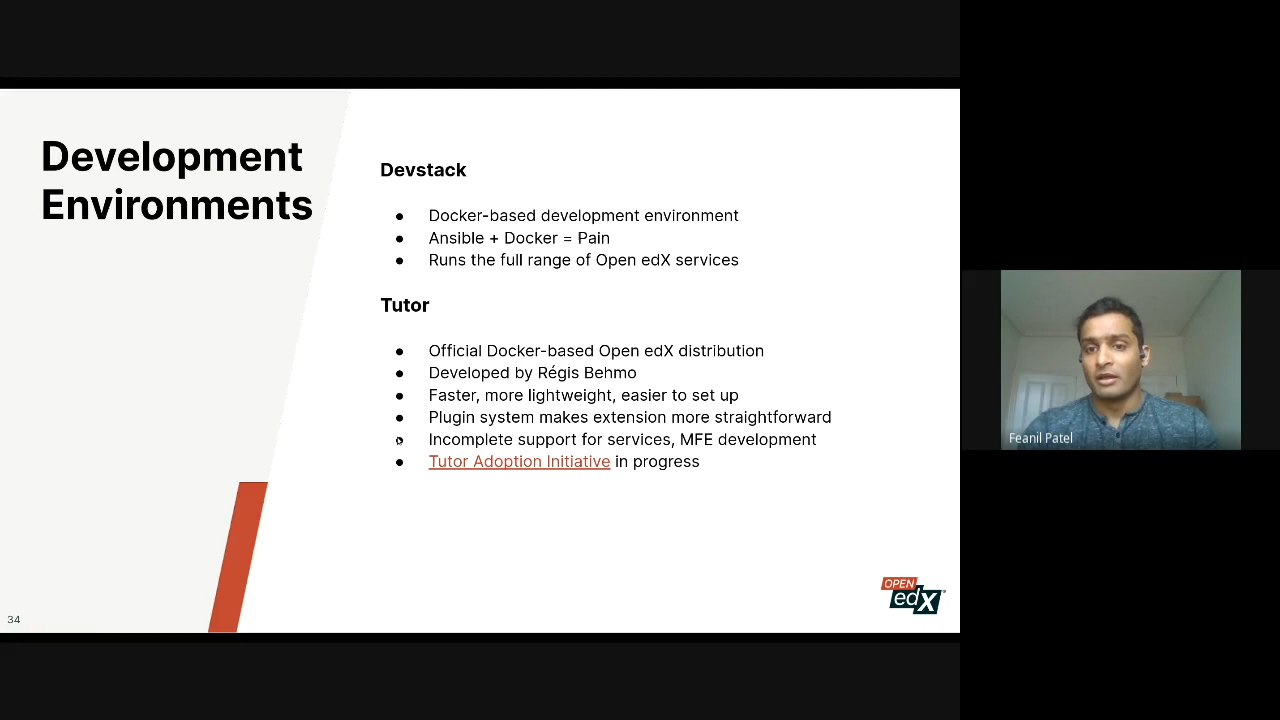 Development
Environments
Devstack
● Docker-based development environment
● Ansible + Docker = Pain
● Runs the full range of Open edX services
Tutor
● Official Docker-based Open edX distribution
● Developed by Régis Behmo
● Faster, more lightweight, easier to set up
● Plugin system makes extension more straightforward
● Incomplete support for services, MFE development
● Tutor Adoption Initiative in progress
34
OPEN
edX
Feanil Patel